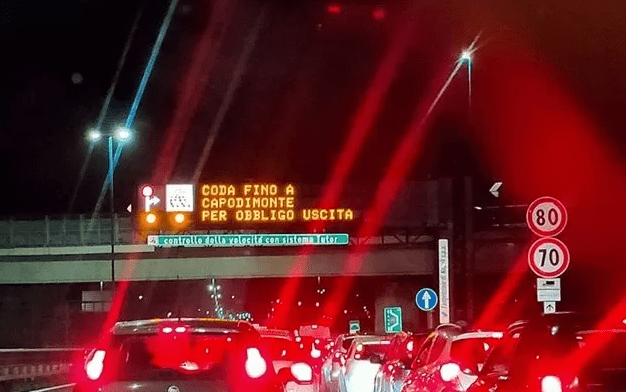 CODA FINO A
CAPODIMONTE
PER OBBLIGO USCITA
controllo della velocità con sistema Tutor
80
70